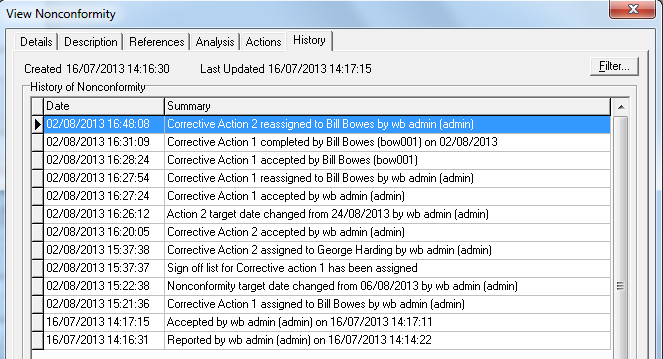 View Nonconformity
Details Description References Analysis Actions History
Created 16/07/2013 14:16:30 Last Updated 16/07/2013 14:17:15 Filter...
History of Nonconformity
Date Summary
02/08/2013 16:48:08 Corrective Action 2 reassigned to Bill Bowes by wb admin (admin)
02/08/2013 16:31:09 Corrective Action 1 completed by Bill Bowes (bow001) on 02/08/2013
02/08/2013 16:28:24 Corrective Action 1 accepted by Bill Bowes (bow001)
02/08/2013 16:27:54 Corrective Action 1 reassigned to Bill Bowes by wb admin (admin)
02/08/2013 16:27:24 Corrective Action 1 accepted by wb admin (admin)
02/08/2013 16:26:12 Action 2 target date changed from 24/08/2013 by wb admin (admin)
02/08/2013 16:20:05 Corrective Action 2 accepted by wb admin (admin)
02/08/2013 15:37:38 Corrective Action 2 assigned to George Harding by wb admin (admin)
02/08/2013 15:37:37 Sign off list for Corrective action 1 has been assigned
02/08/2013 15:22:38 Nonconformity target date changed from 06/08/2013 by wb admin (admin)
02/08/2013 15:21:36 Corrective Action 1 assigned to Bill Bowes by wb admin (admin)
16/07/2013 14:17:15 Accepted by wb admin (admin) on 16/07/2013 14:17:11
16/07/2013 14:16:31 Reported by wb admin (admin) on 16/07/2013 14:14:22